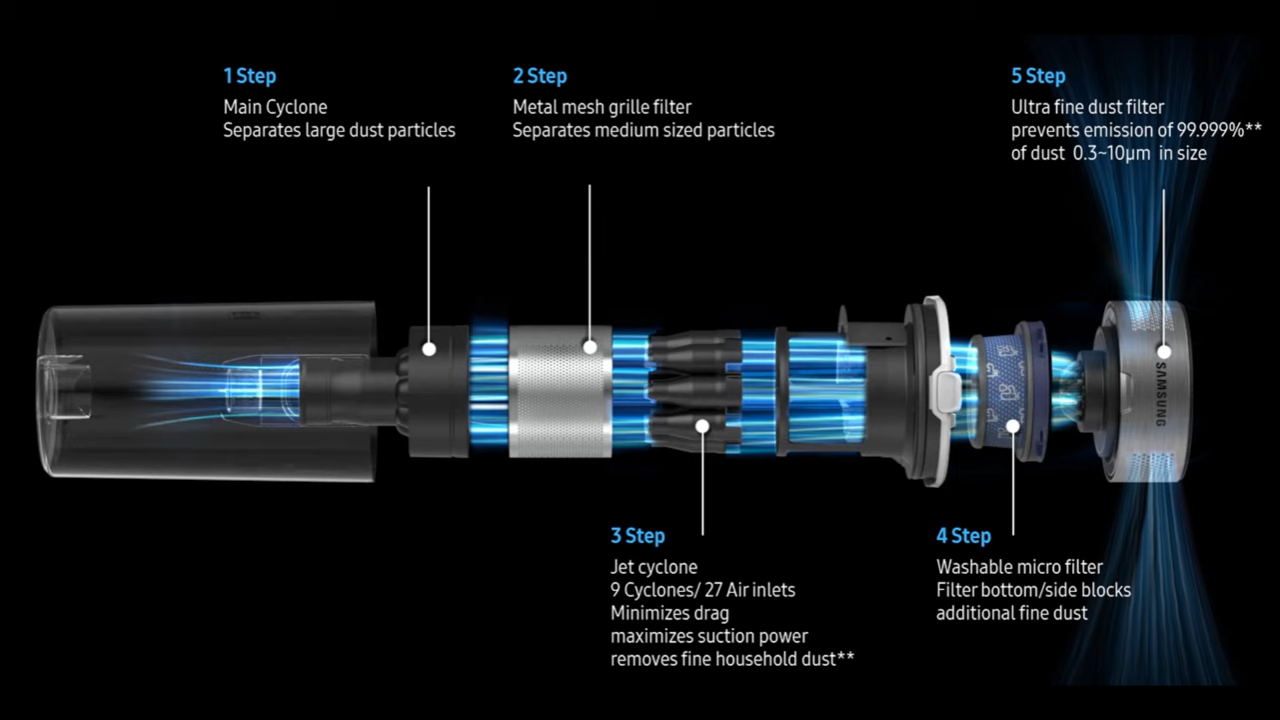 1 Step
Main Cyclone
Separates large dust particles
2 Step
Metal mesh grille filter
Separates medium sized particles
5 Step
Ultra fine dust filter
prevents emission of 99.999%**
of dust 0.3~10μm in size
SAMSUNG
3 Step
Jet cyclone
9 Cyclones/ 27 Air inlets
Minimizes drag
maximizes suction power
removes fine household dust**
4 Step
Washable micro filter
Filter bottom/side blocks
additional fine dust